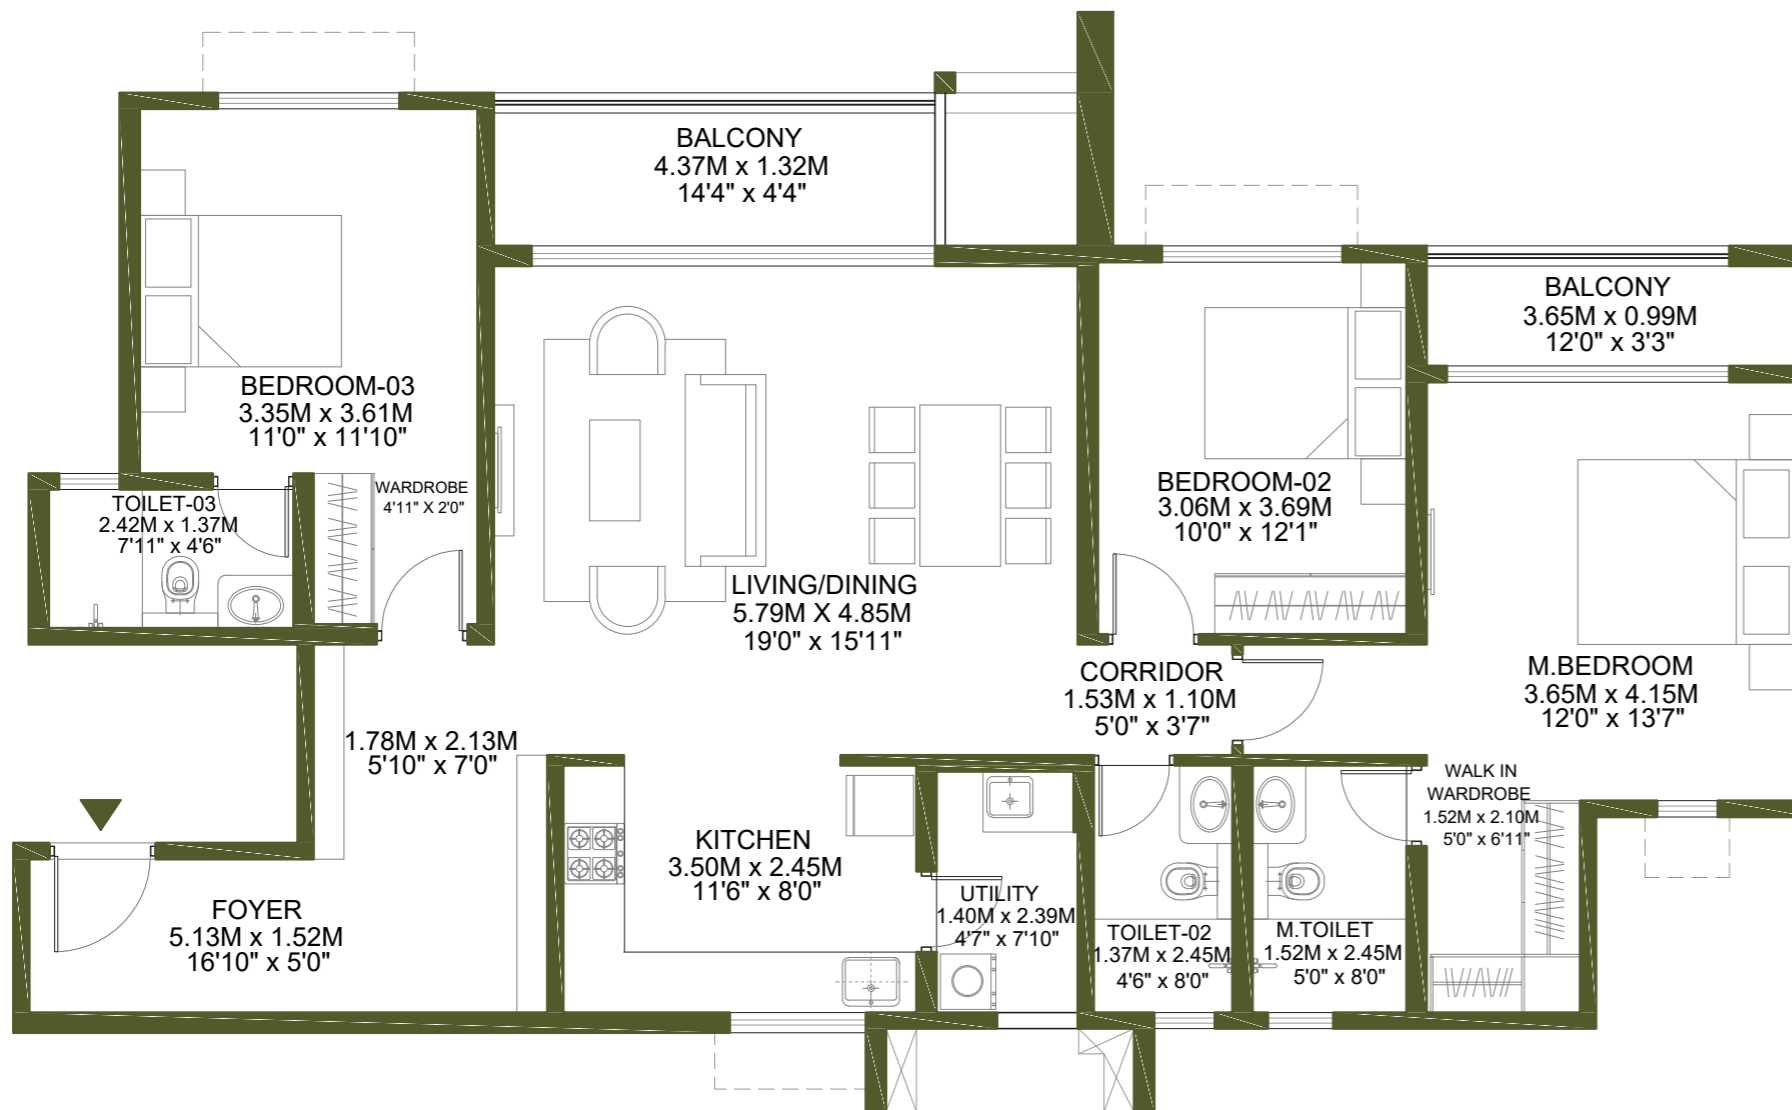 BALCONY
4.37M x 1.32M
14'4" x 4'4"
BALCONY
3.65M x 0.99M
12'0" x 3'3"
BEDROOM-03
3.35M x 3.61M
11'0" x 11'10"
WARDROBE
4'11" X 2'0"
TOILET-03
2.42M x 1.37M
7'11" x 4'6"
LIVING/DINING
5.79M X 4.85M
19'0" x 15'11"
BEDROOM-02
3.06M x 3.69M
10'0" x 12'1"
CORRIDOR
1.53M x 1.10M
5'0" x 3'7"
M.BEDROOM
3.65M x 4.15M
12'0" x 13'7"
1.78M x 2.13M
5'10" x 7'0"
WALK IN
WARDROBE
1.52M x 2.10M
5'0" x 6'11"
KITCHEN
3.50M x 2.45M
11'6" x 8'0"
UTILITY
1.40M x 2.39M
4'7" x 7'10"
FOYER
5.13M x 1.52M
16'10" x 5'0"
TOILET-02
1.37M x 2.45M
4'6" x 8'0"
M.TOILET
1.52M x 2.45M
5'0" x 8'0"